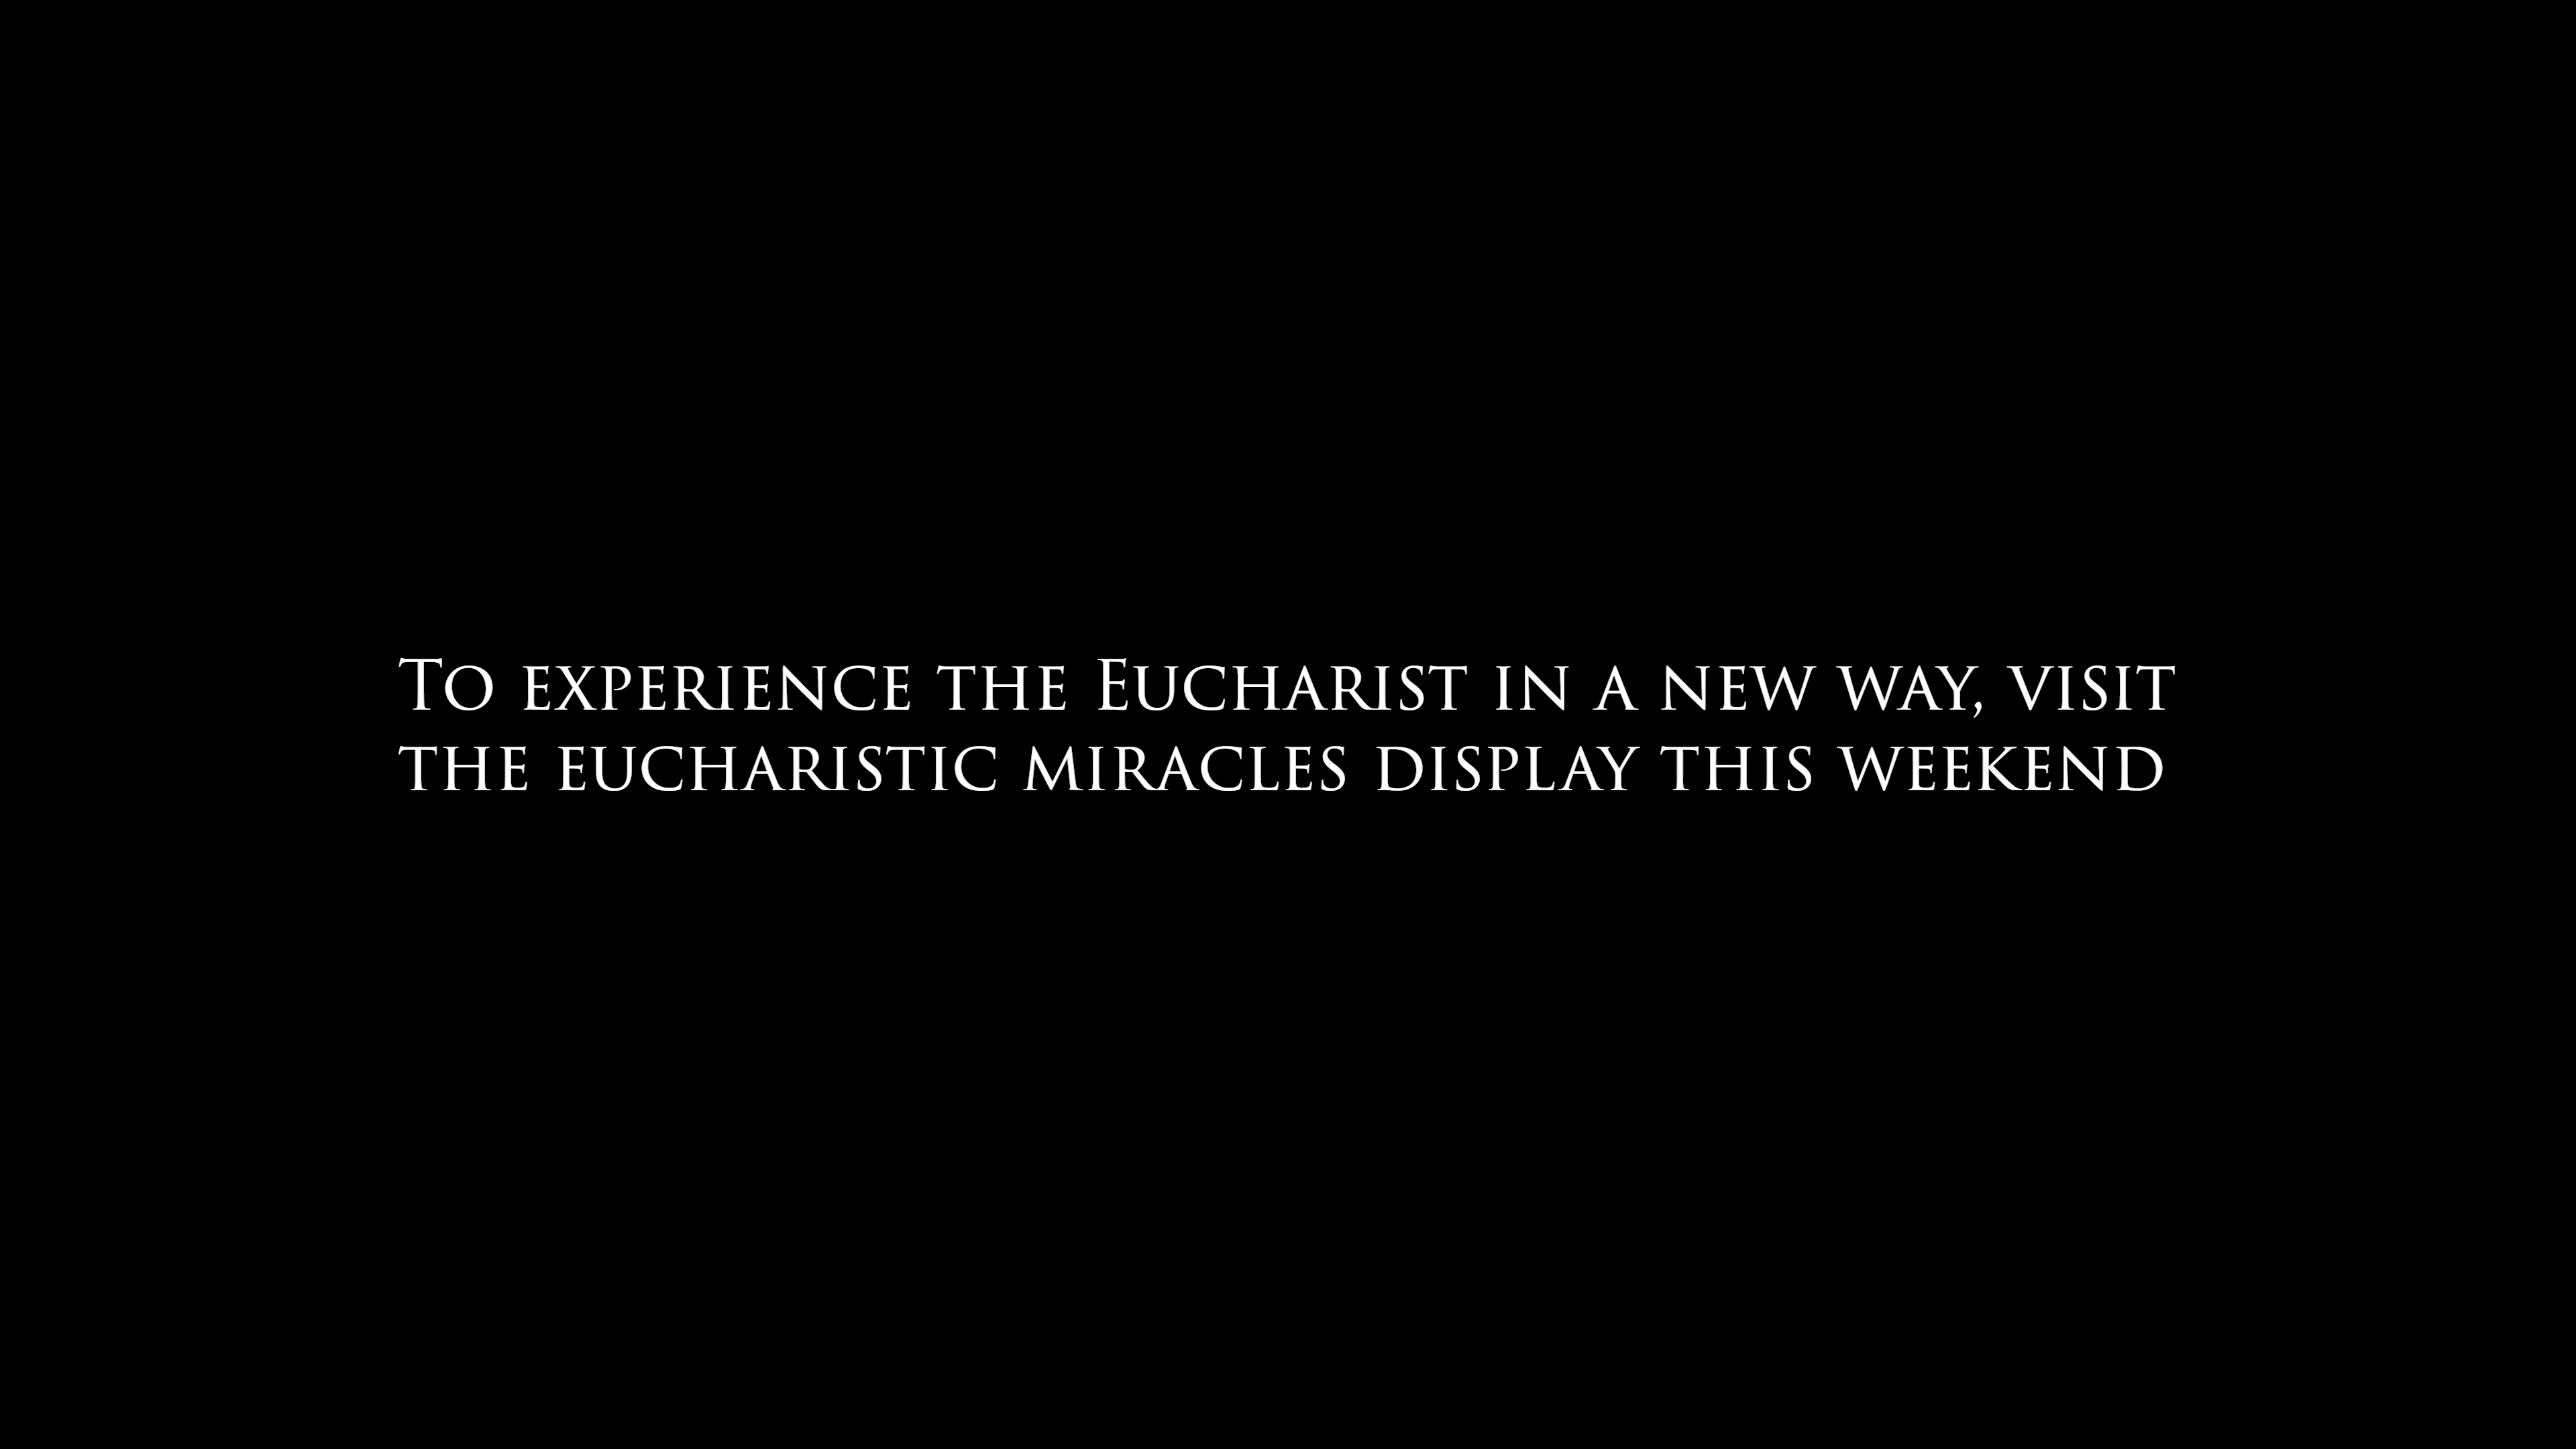 To experience the Eucharist in a new way, visit
the eucharistic miracles display this weekend